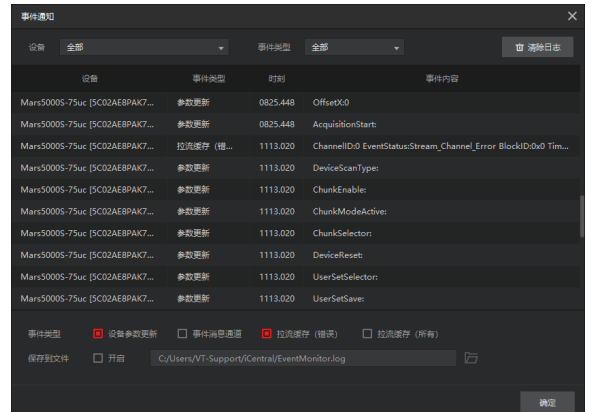 事件通知
设备 全部 事件类型 全部 清除日志
设备 事件类型 时刻 事件内容
Mars5000S-75uc [5C02AE8PAK7... 参数更新 0825.448 OffsetX:0
Mars5000S-75uc [5C02AE8PAK7... 参数更新 0825.448 AcquisitionStart:
Mars5000S-75uc [5C02AE8PAK7... 拉流缓存（错... 1113.020 ChannelID:0 EventStatus:Stream_Channel_Error BlockID:0x0 Tim...
Mars5000S-75uc [5C02AE8PAK7... 参数更新 1113.020 DeviceScanType:
Mars5000S-75uc [5C02AE8PAK7... 参数更新 1113.020 ChunkEnable:
Mars5000S-75uc [5C02AE8PAK7... 参数更新 1113.020 ChunkModeActive:
Mars5000S-75uc [5C02AE8PAK7... 参数更新 1113.020 ChunkSelector:
Mars5000S-75uc [5C02AE8PAK7... 参数更新 1113.020 DeviceReset:
Mars5000S-75uc [5C02AE8PAK7... 参数更新 1113.020 UserSetSelector:
Mars5000S-75uc [5C02AE8PAK7... 参数更新 1113.020 UserSetSave:
事件类型 设备参数更新 事件消息通道 拉流缓存（错误） 拉流缓存（所有）
保存到文件 开启 C:/Users/VT-Support/iCentral/EventMonitor.log
确定